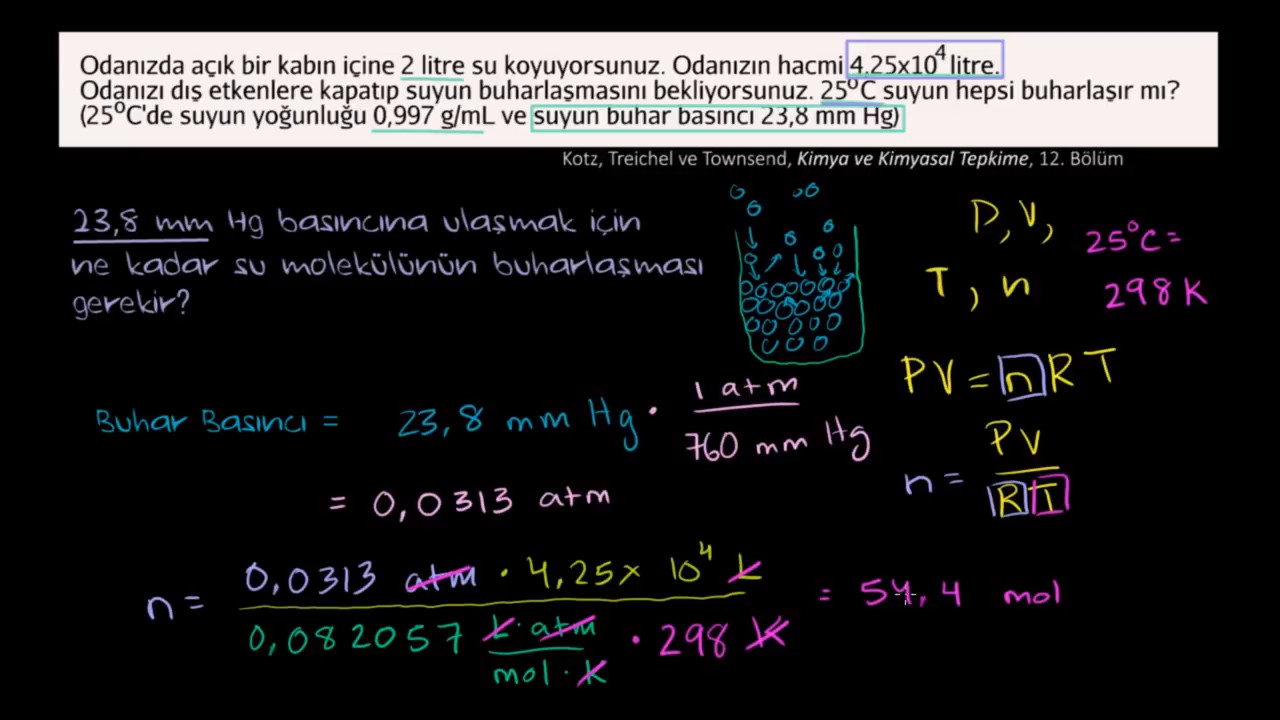 Odanızda açık bir kabın içine 2 litre su koyuyorsunuz. Odanızın hacmi 4.25x10⁴ litre.
Odanızı dış etkenlere kapatıp suyun buharlaşmasını bekliyorsunuz. 25⁰C suyun hepsi buharlaşır mı?
(25⁰C'de suyun yoğunluğu 0,997 g/mL ve suyun buhar basıncı 23,8 mm Hg)
Kotz, Treichel ve Townsend, Kimya ve Kimyasal Tepkime, 12. Bölüm
23,8 mm Hg basıncına ulaşmak için
ne kadar su molekülünün buharlaşması
gerekir?
P, V,
T, n
25°C =
298 K
PV = nRT
n = PV / RT
Buhar Basıncı = 23,8 mm Hg · 1 atm / 760 mm Hg
= 0,0313 atm
n = 0,0313 atm · 4,25 x 10⁴ L / 0,082057 L·atm / mol·K · 298 K = 54,4 mol